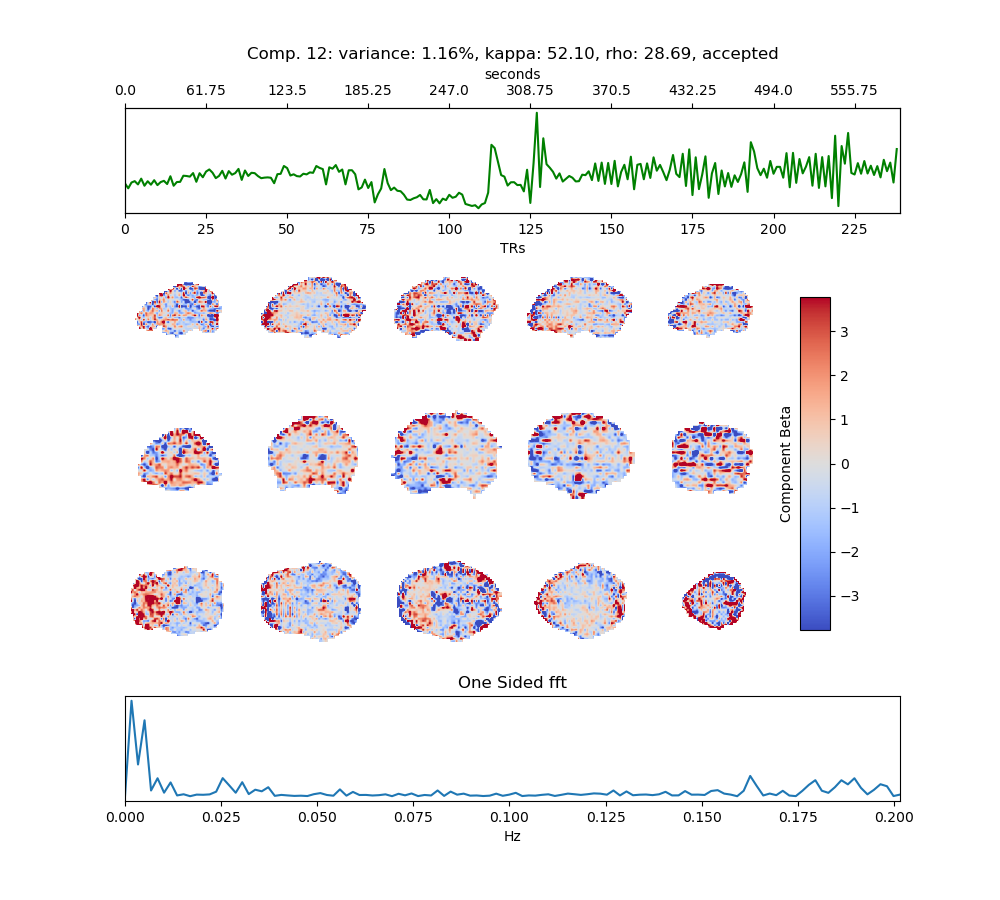 Comp. 12: variance: 1.16%, kappa: 52.10, rho: 28.69, accepted
seconds
0.0 61.75 123.5 185.25 247.0 308.75 370.5 432.25 494.0 555.75
0 25 50 75 100 125 150 175 200 225
TRs
3
2
1
0
−1
−2
−3
Component Beta
One Sided fft
0.000 0.025 0.050 0.075 0.100 0.125 0.150 0.175 0.200
Hz